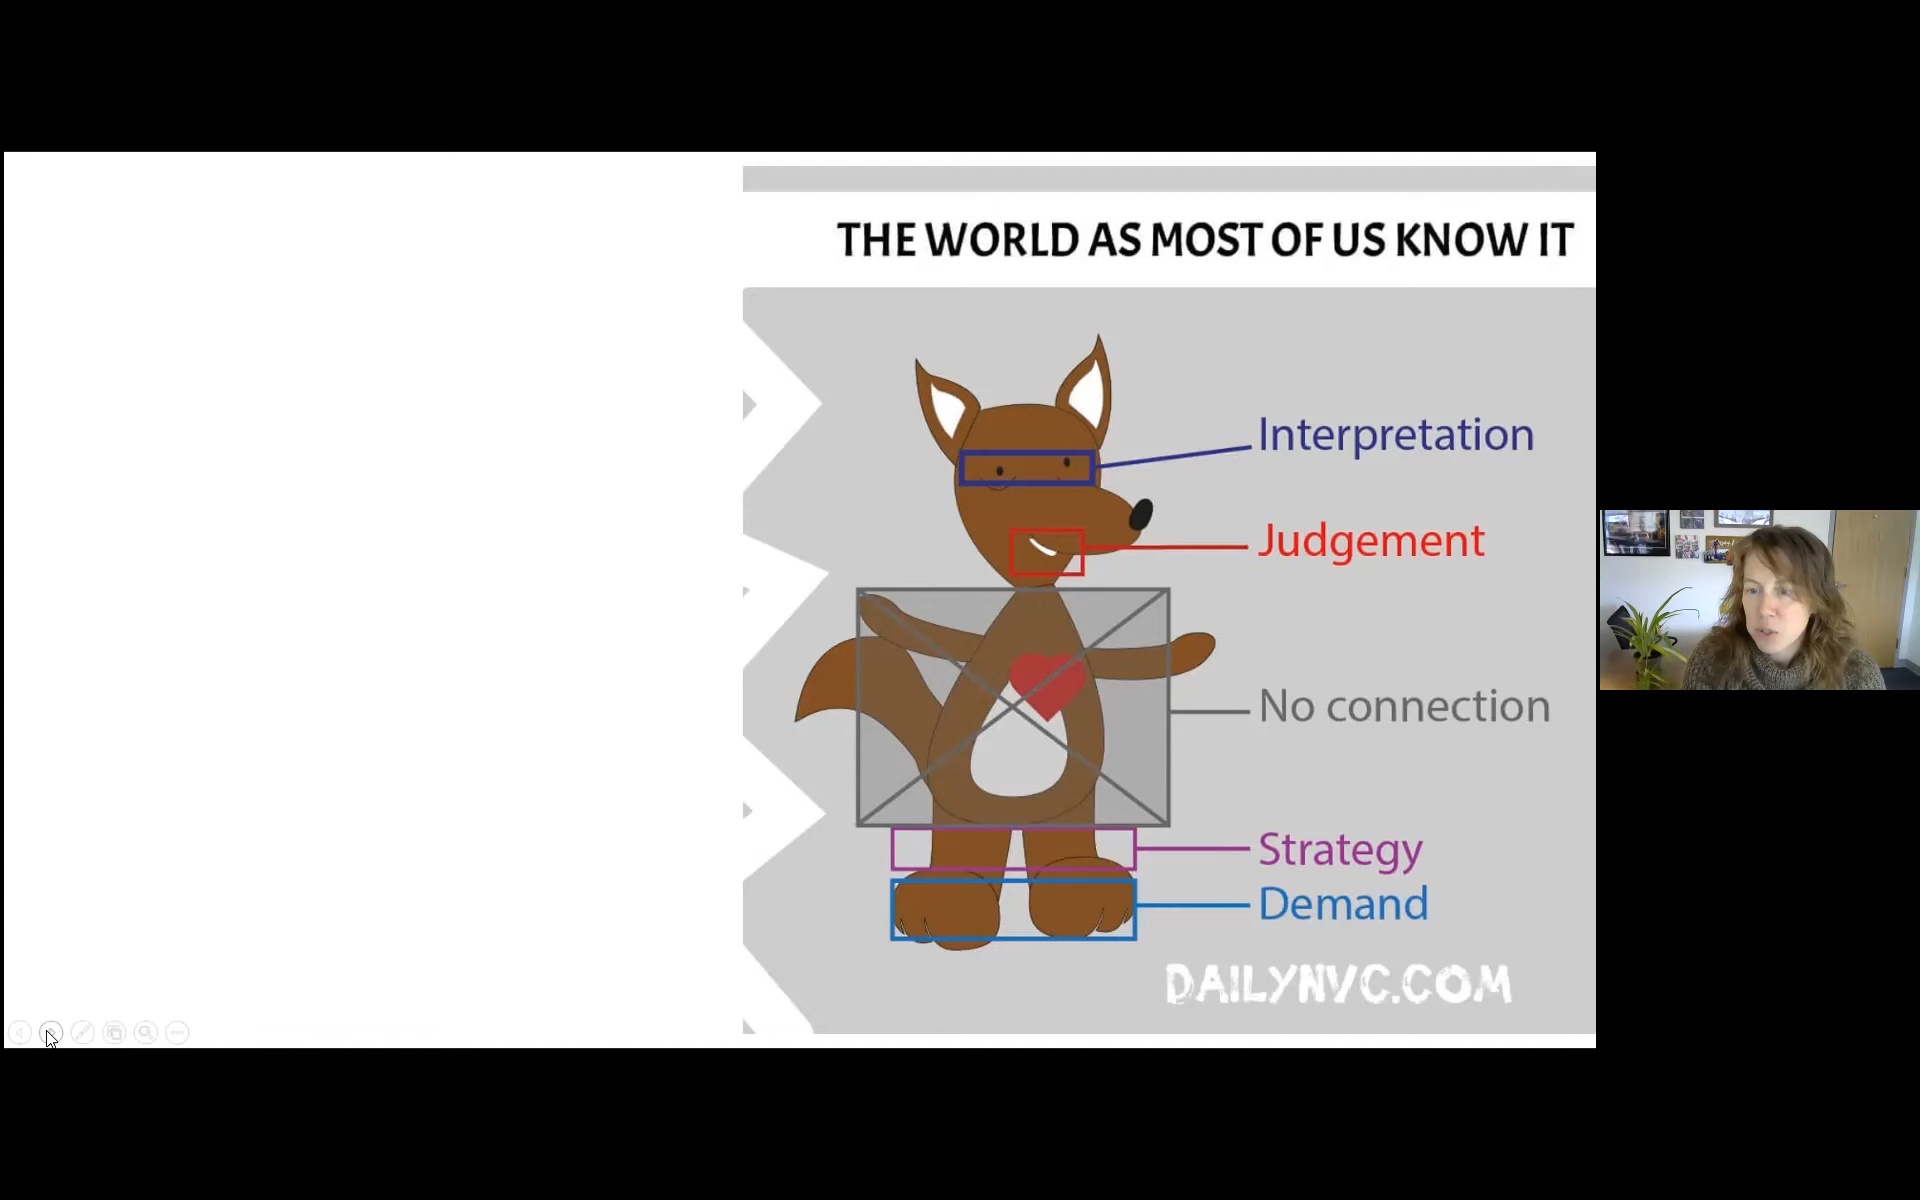 THE WORLD AS MOST OF US KNOW IT
Interpretation
Judgement
No connection
Strategy
Demand
DAILYNVC.COM